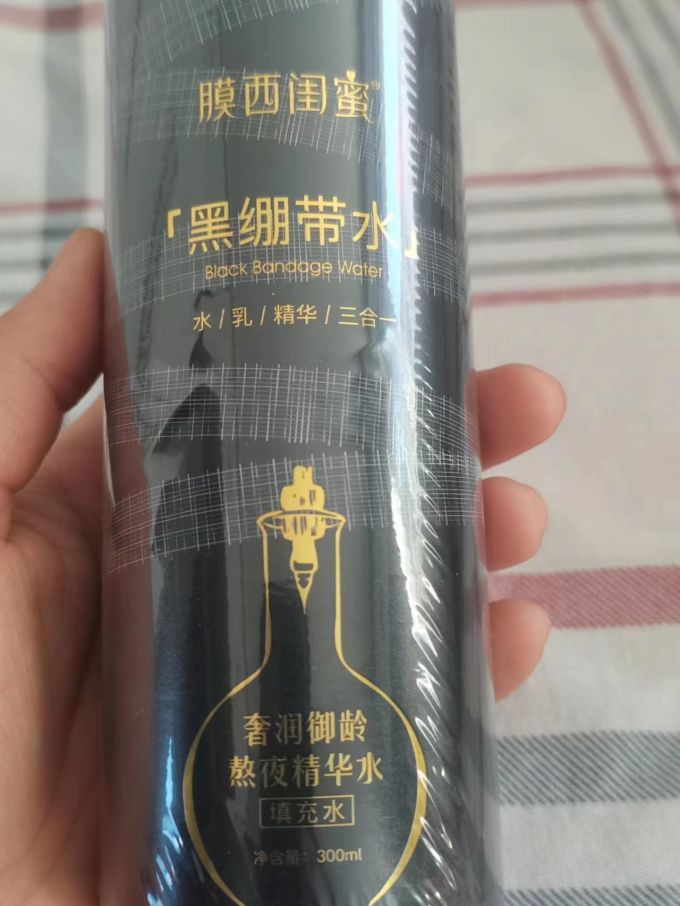 膜西闺蜜®
「黑绷带水」
Black Bandage Water
水/乳/精华/三合一
奢润御龄
熬夜精华水
填充水
净含量：300ml